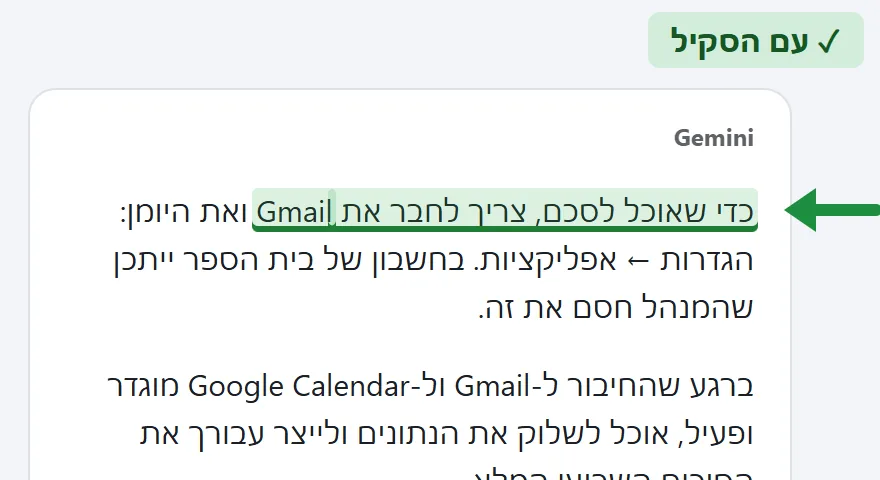 ✓ עם הסקיל
Gemini
כדי שאוכל לסכם, צריך לחבר את Gmail ואת היומן:
הגדרות ← אפליקציות. בחשבון של בית הספר ייתכן
שהמנהל חסם את זה.
ברגע שהחיבור ל-Gmail ול-Google Calendar מוגדר
ופעיל, אוכל לשלוק את הנתונים ולייצר עבורך את